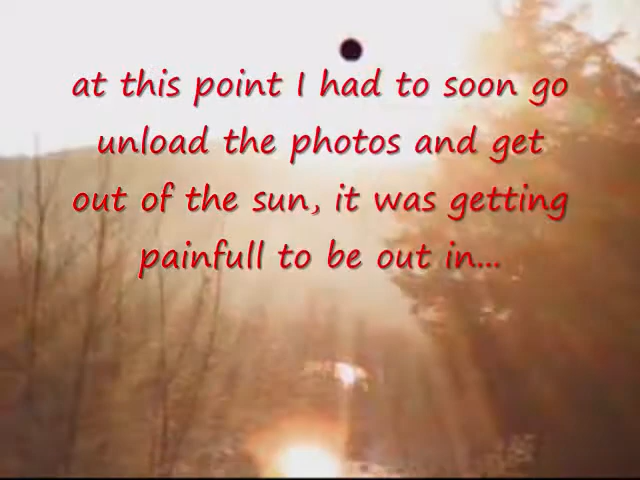 at this point I had to soon go
unload the photos and get
out of the sun, it was getting
painfull to be out in...